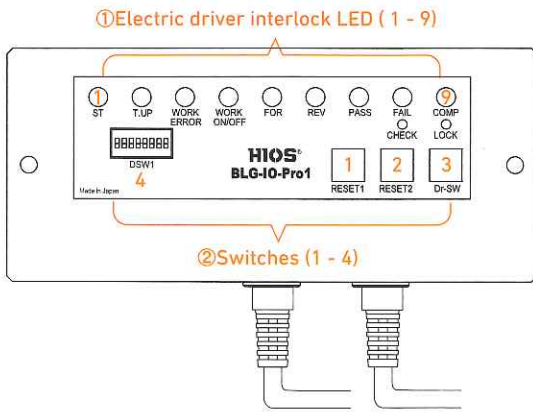 ①Electric driver interlock LED ( 1 - 9)
1 9
ST T.UP WORK ERROR WORK ON/OFF FOR REV PASS FAIL COMP
CHECK LOCK
DSW1
4
HIOS®
BLG-IO-Pro1
1 2 3
RESET1 RESET2 Dr-SW
Made In Japan
②Switches (1 - 4)